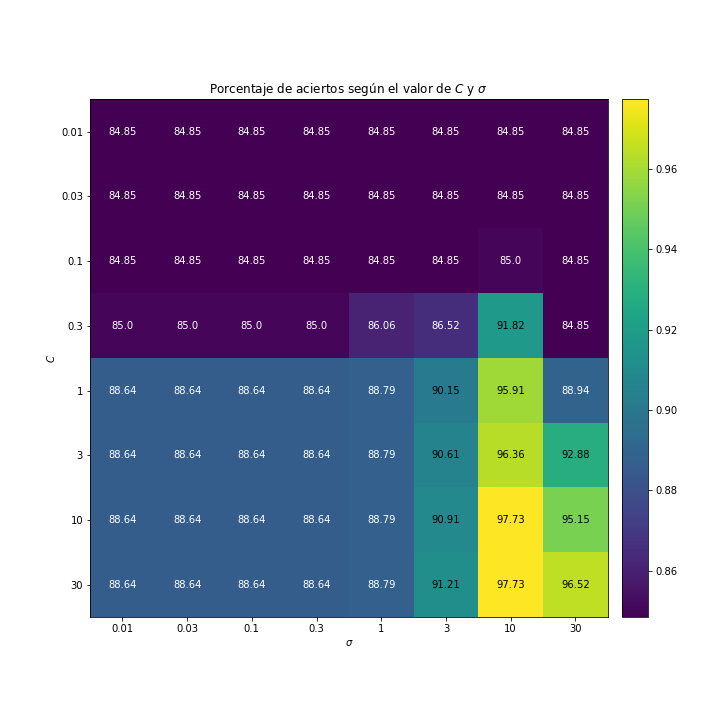 Porcentaje de aciertos según el valor de C y σ
0.01 84.85 84.85 84.85 84.85 84.85 84.85 84.85 84.85
0.03 84.85 84.85 84.85 84.85 84.85 84.85 84.85 84.85
0.1 84.85 84.85 84.85 84.85 84.85 84.85 85.0 84.85
0.3 85.0 85.0 85.0 85.0 86.06 86.52 91.82 84.85
C
1 88.64 88.64 88.64 88.64 88.79 90.15 95.91 88.94
3 88.64 88.64 88.64 88.64 88.79 90.61 96.36 92.88
10 88.64 88.64 88.64 88.64 88.79 90.91 97.73 95.15
30 88.64 88.64 88.64 88.64 88.79 91.21 97.73 96.52
0.01 0.03 0.1 0.3 1 3 10 30
σ
0.96
0.94
0.92
0.90
0.88
0.86